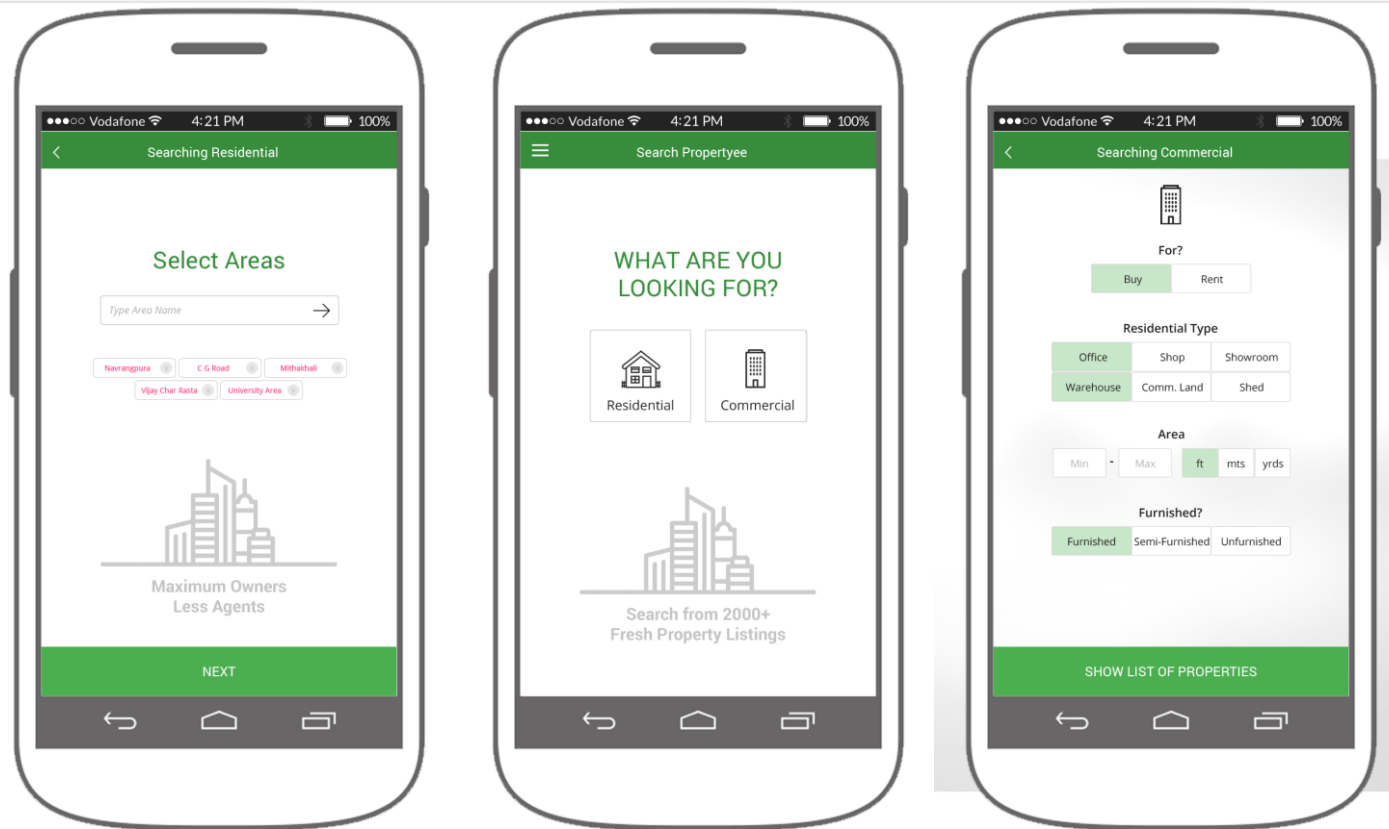 Vodafone 4:21 PM 100%
Searching Residential
Select Areas
Type Area Name
Navrangpura C G Road Mithakhali
Vijay Char Rasta University Area
Maximum Owners
Less Agents
NEXT
Vodafone 4:21 PM 100%
Search Propertyee
WHAT ARE YOU
LOOKING FOR?
Residential Commercial
Search from 2000+
Fresh Property Listings
Vodafone 4:21 PM 100%
Searching Commercial
For?
Buy Rent
Residential Type
Office Shop Showroom
Warehouse Comm. Land Shed
Area
Min - Max ft mts yrds
Furnished?
Furnished Semi-Furnished Unfurnished
SHOW LIST OF PROPERTIES